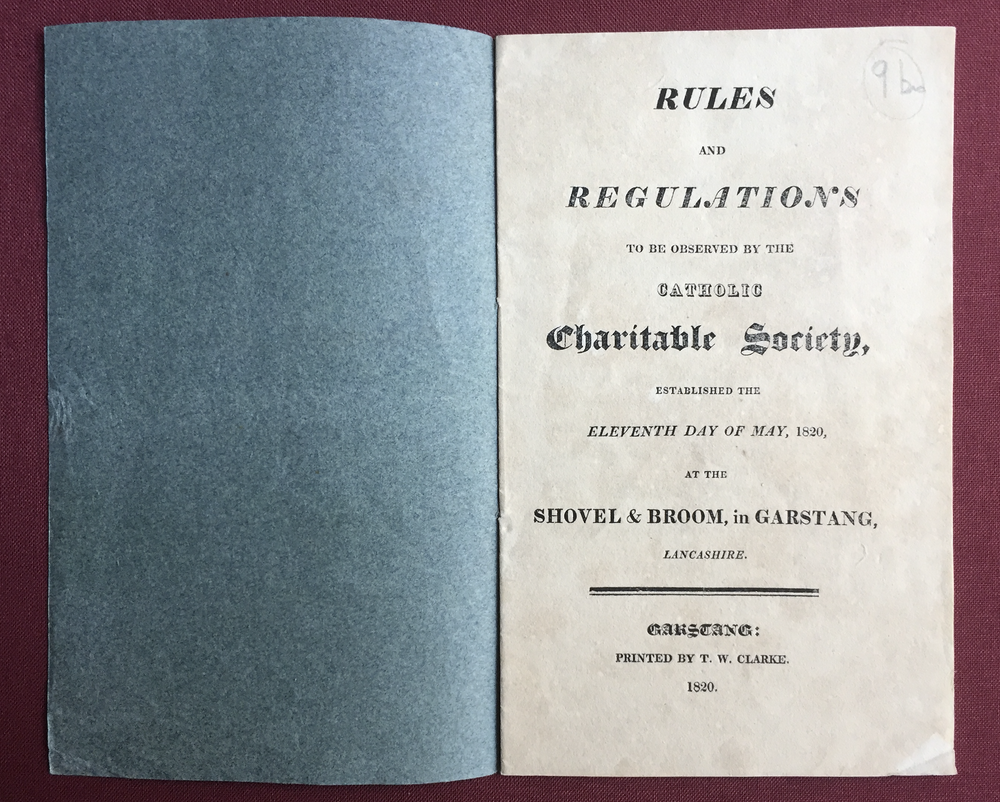 RULES
AND
REGULATIONS
TO BE OBSERVED BY THE
CATHOLIC
Charitable Society,
ESTABLISHED THE
ELEVENTH DAY OF MAY, 1820,
AT THE
SHOVEL & BROOM, in GARSTANG,
LANCASHIRE.
GARSTANG:
PRINTED BY T. W. CLARKE.
1820.